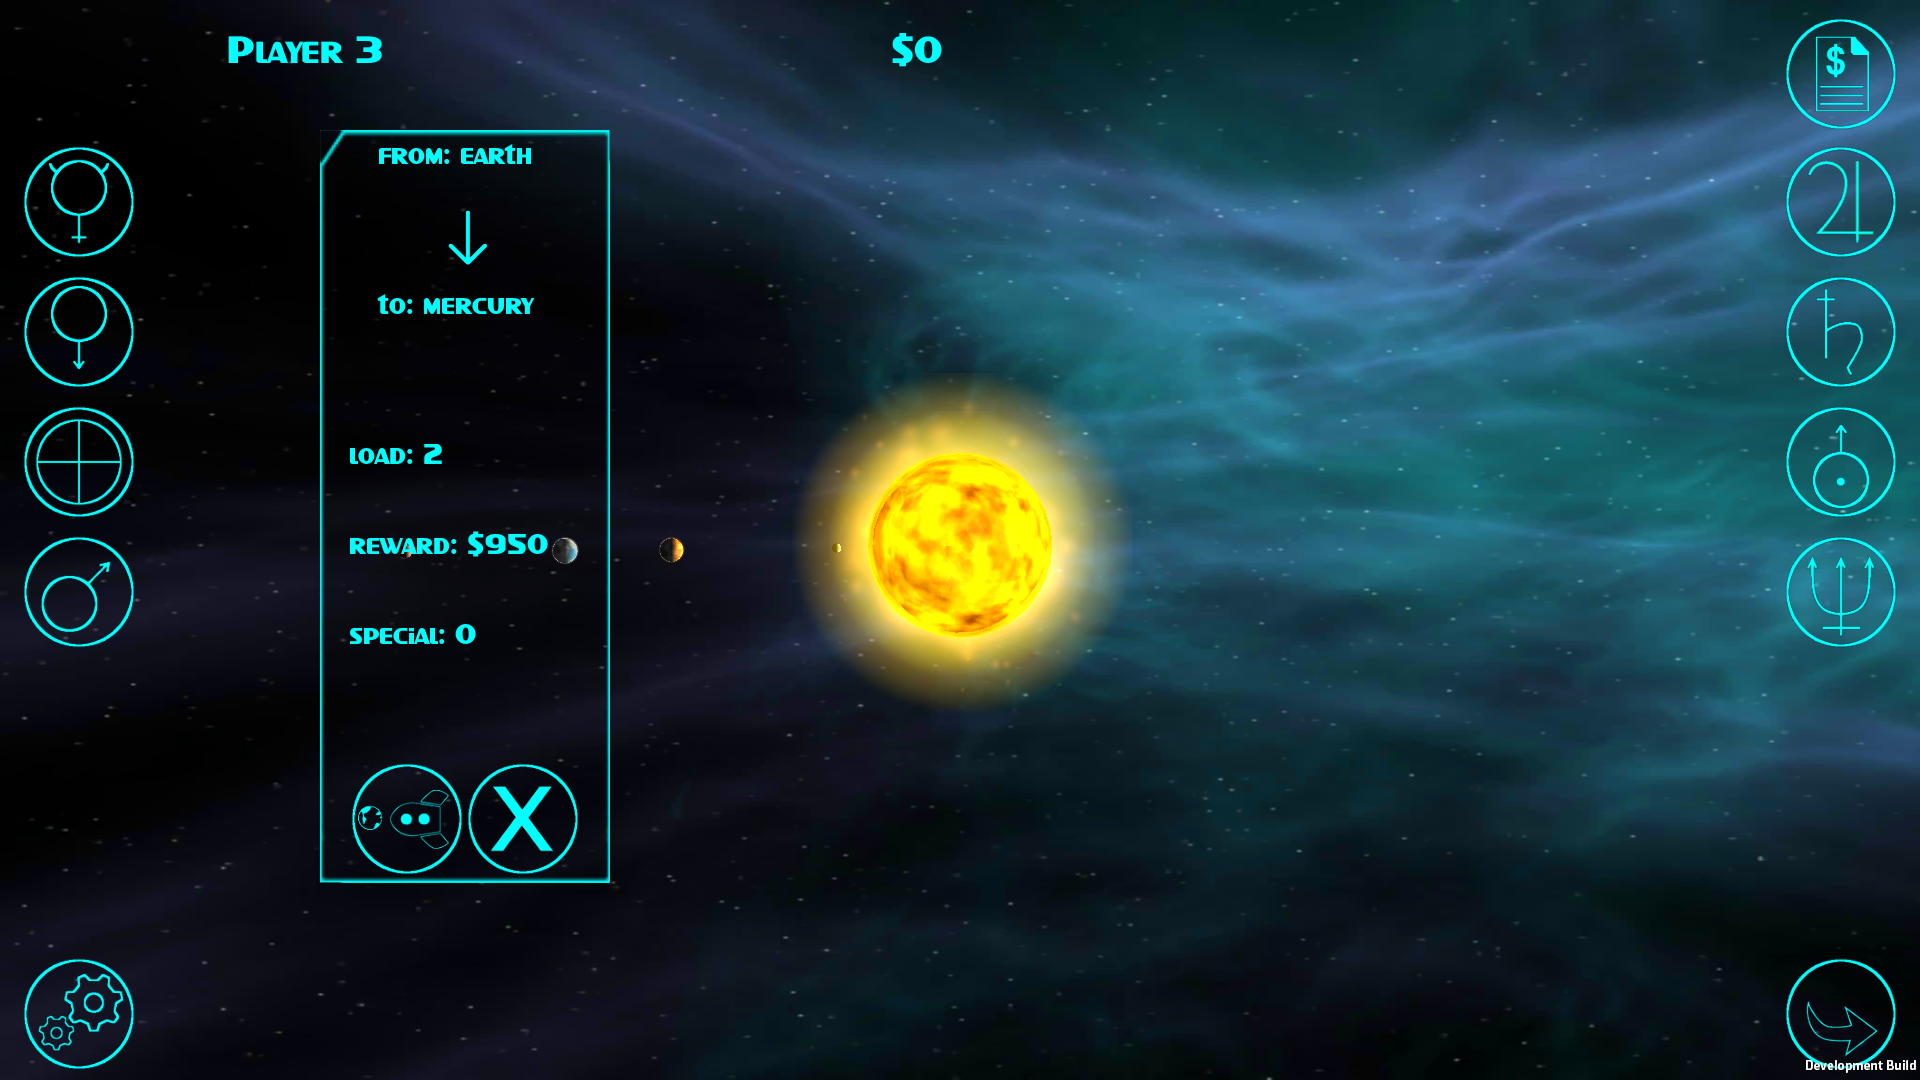 Player 3
$0
$
FROM: EARTH
TO: MERCURY
LOAD: 2
REWARD: $950
SPECIAL: 0
X
Development Build